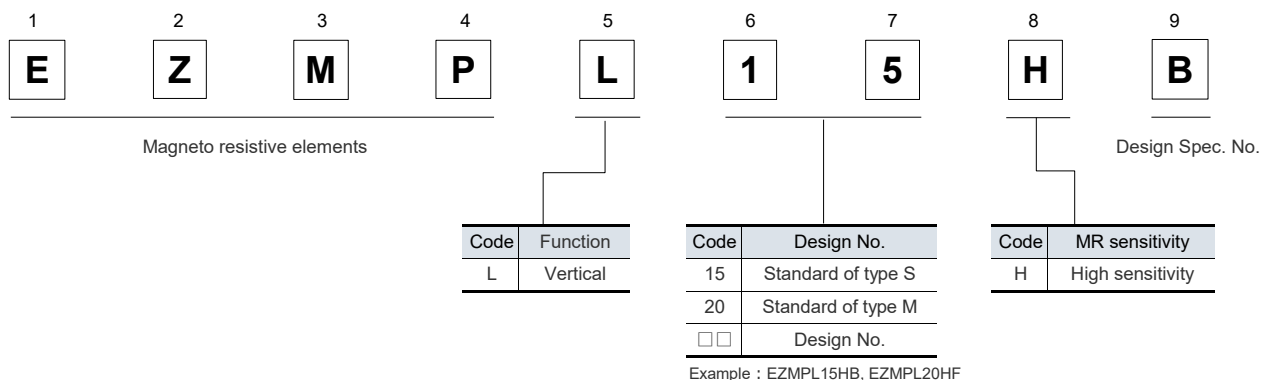 1 2 3 4 5 6 7 8 9
E Z M P L 1 5 H B
Magneto resistive elements
Design Spec. No.
Code Function
L Vertical
Code Design No.
15 Standard of type S
20 Standard of type M
□□ Design No.
Code MR sensitivity
H High sensitivity
Example : EZMPL15HB, EZMPL20HF